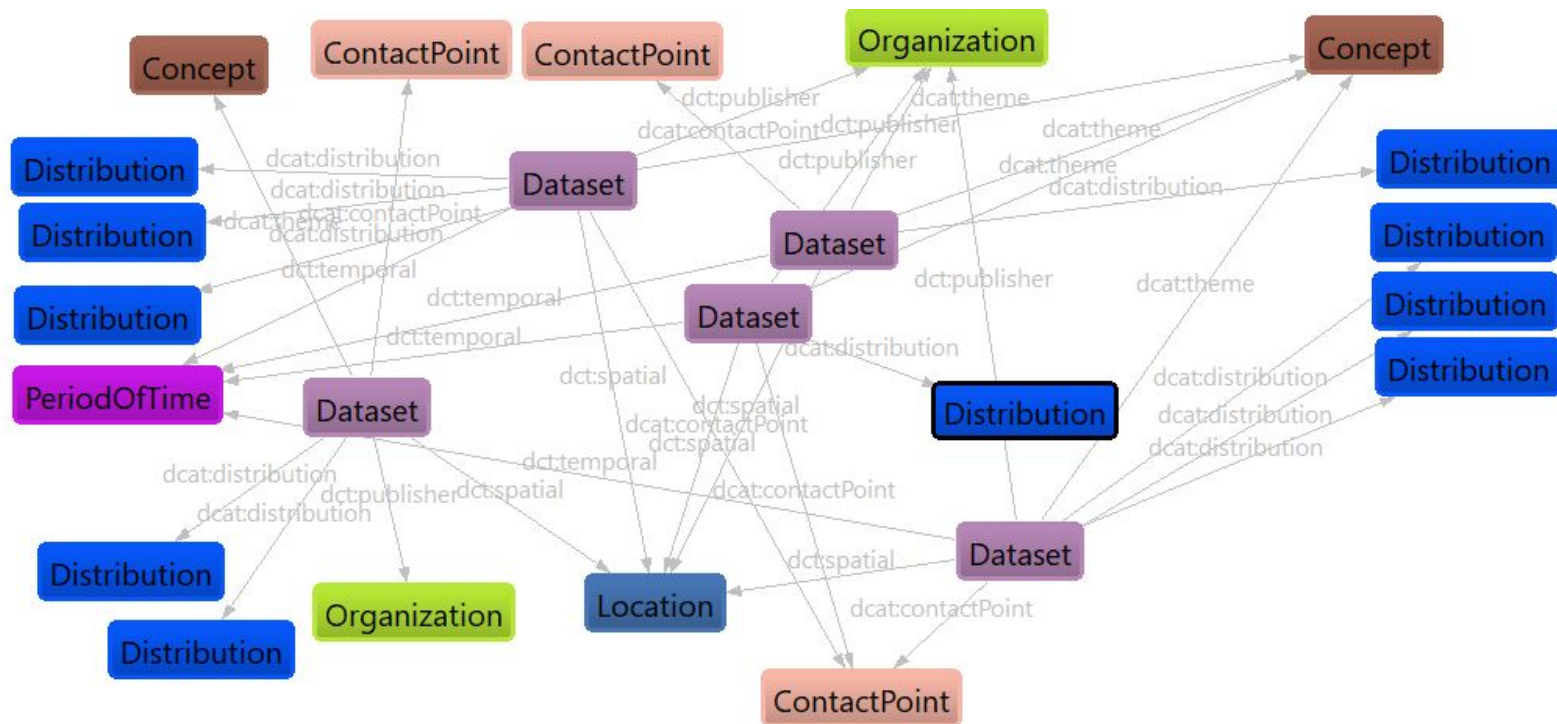 Concept
ContactPoint
ContactPoint
Organization
Concept
dct:publisher
dcat:theme
dcat:contactPoint
dct:publisher
dcat:theme
Distribution
dcat:distribution
Dataset
dct:publisher
dcat:theme
Distribution
dcat:distribution
dcat:distribution
Distribution
dcat:contactPoint
dcat:theme
dcat:distribution
Dataset
Distribution
dct:temporal
dct:publisher
dcat:theme
dct:temporal
Distribution
Dataset
Distribution
dct:temporal
dcat:distribution
Distribution
PeriodOfTime
Dataset
dct:spatial
dcat:distribution
Distribution
dct:spatial
dcat:distribution
dcat:contactPoint
dct:spatial
dcat:distribution
dct:temporal
dcat:distribution
dct:publisher
dct:spatial
dcat:contactPoint
dcat:distribution
Dataset
dct:spatial
Distribution
Organization
Location
dcat:contactPoint
Distribution
ContactPoint